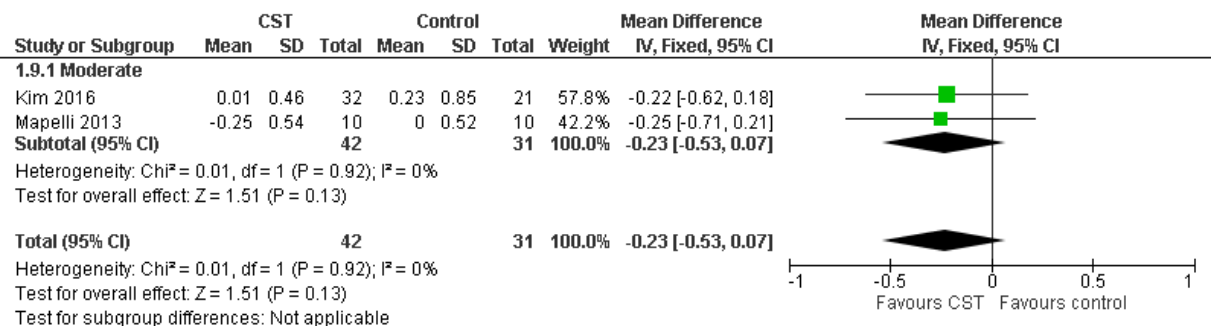 CST Control Mean Difference Mean Difference
Study or Subgroup Mean SD Total Mean SD Total Weight IV, Fixed, 95% CI IV, Fixed, 95% CI
1.9.1 Moderate
Kim 2016 0.01 0.46 32 0.23 0.85 21 57.8% -0.22 [-0.62, 0.18]
Mapelli 2013 -0.25 0.54 10 0 0.52 10 42.2% -0.25 [-0.71, 0.21]
Subtotal (95% CI) 42 31 100.0% -0.23 [-0.53, 0.07]
Heterogeneity: Chi² = 0.01, df = 1 (P = 0.92); I² = 0%
Test for overall effect: Z = 1.51 (P = 0.13)
Total (95% CI) 42 31 100.0% -0.23 [-0.53, 0.07]
Heterogeneity: Chi² = 0.01, df = 1 (P = 0.92); I² = 0%
Test for overall effect: Z = 1.51 (P = 0.13)
Test for subgroup differences: Not applicable
-1 -0.5 0 0.5 1
Favours CST Favours control